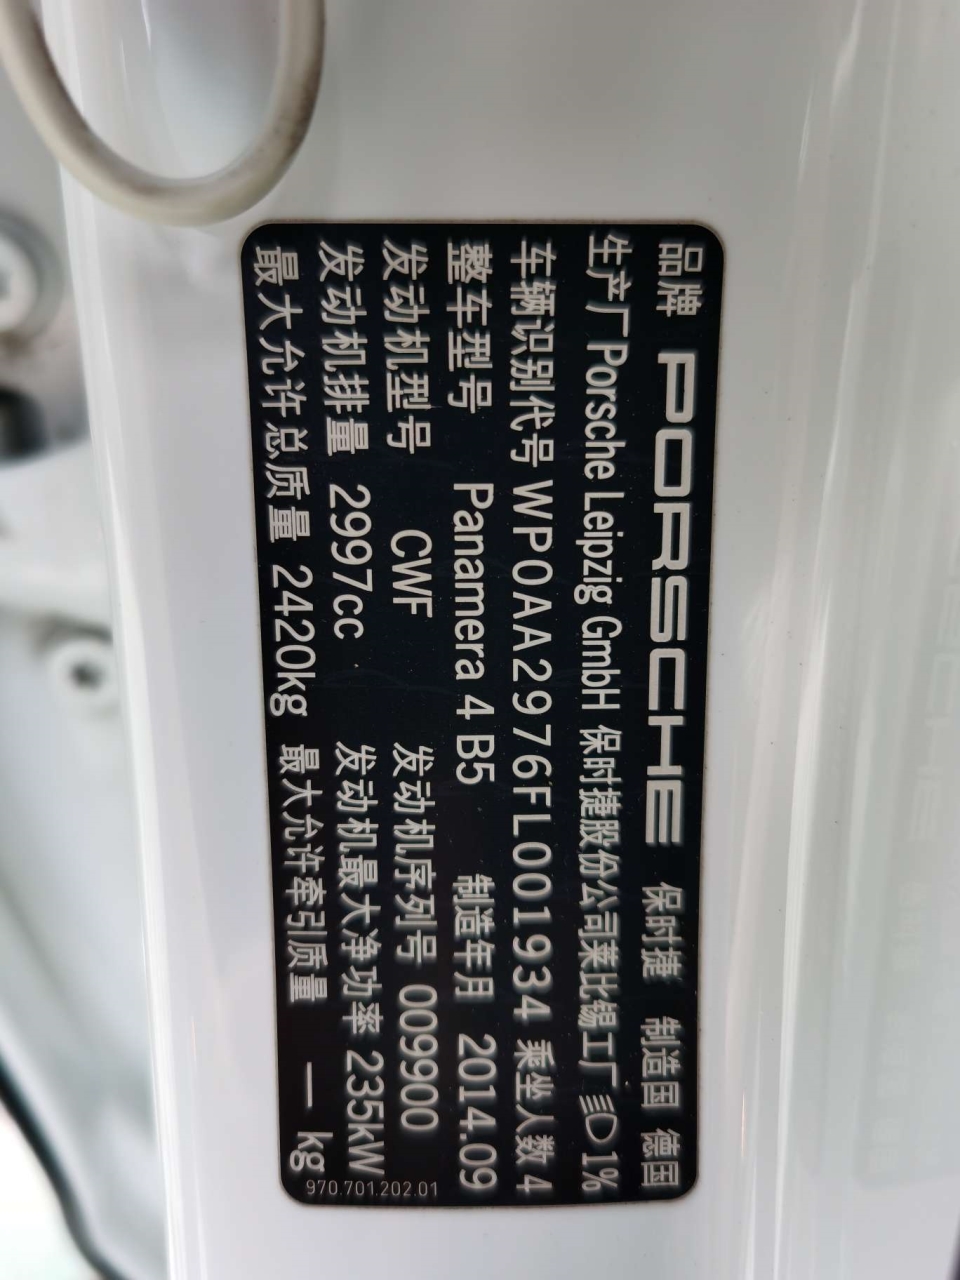 品牌 PORSCHE 保时捷 制造国 德国
生产厂 Porsche Leipzig GmbH 保时捷股份公司莱比锡工厂 1%
车辆识别代号 WP0AA2976FL001934 乘坐人数 4
整车型号 Panamera 4 B5 制造年月 2014.09
发动机型号 CWF 发动机序列号 009900
发动机排量 2997cc 发动机最大净功率 235kW
最大允许总质量 2420kg 最大允许牵引质量 — kg
970.701.202.01